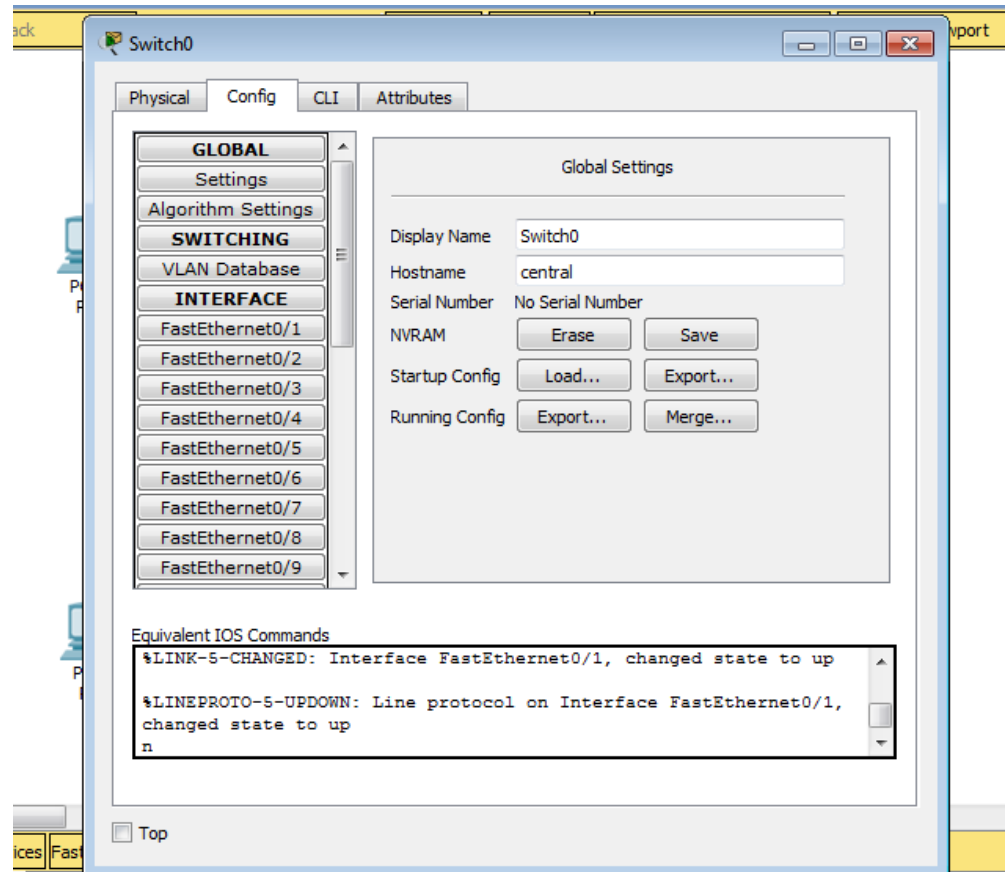 ack
vport
Switch0
Physical Config CLI Attributes
GLOBAL
Settings
Algorithm Settings
SWITCHING
VLAN Database
INTERFACE
FastEthernet0/1
FastEthernet0/2
FastEthernet0/3
FastEthernet0/4
FastEthernet0/5
FastEthernet0/6
FastEthernet0/7
FastEthernet0/8
FastEthernet0/9
Global Settings
Display Name Switch0
Hostname central
Serial Number No Serial Number
NVRAM Erase Save
Startup Config Load... Export...
Running Config Export... Merge...
Equivalent IOS Commands
%LINK-5-CHANGED: Interface FastEthernet0/1, changed state to up
%LINEPROTO-5-UPDOWN: Line protocol on Interface FastEthernet0/1,
changed state to up
n
Top
ices Fast